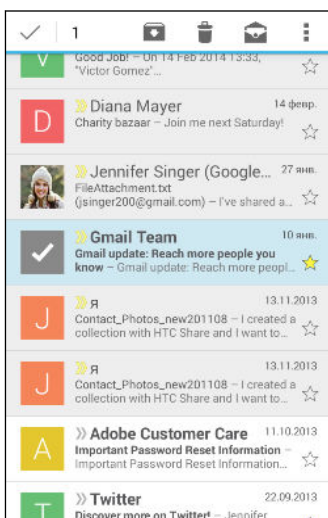 1
V
Good Job! – On 14 Feb 2014 13:33,
"Victor Gomez"...
D
Diana Mayer 14 февр.
Charity bazaar – Join me next Saturday!
Jennifer Singer (Google... 27 янв.
FileAttachment.txt
(jsinger200@gmail.com) – I've shared a...
Gmail Team 10 янв.
Gmail update: Reach more people you
know – Gmail update: Reach more peopl...
J
я 13.11.2013
Contact_Photos_new201108 – I created a
collection with HTC Share and I want to...
J
я 13.11.2013
Contact_Photos_new201108 – I created a
collection with HTC Share and I want to...
A
Adobe Customer Care 11.10.2013
Important Password Reset Information –
Important Password Reset Information...
T
Twitter 22.09.2013
Discover more on Twitter! – Jennifer